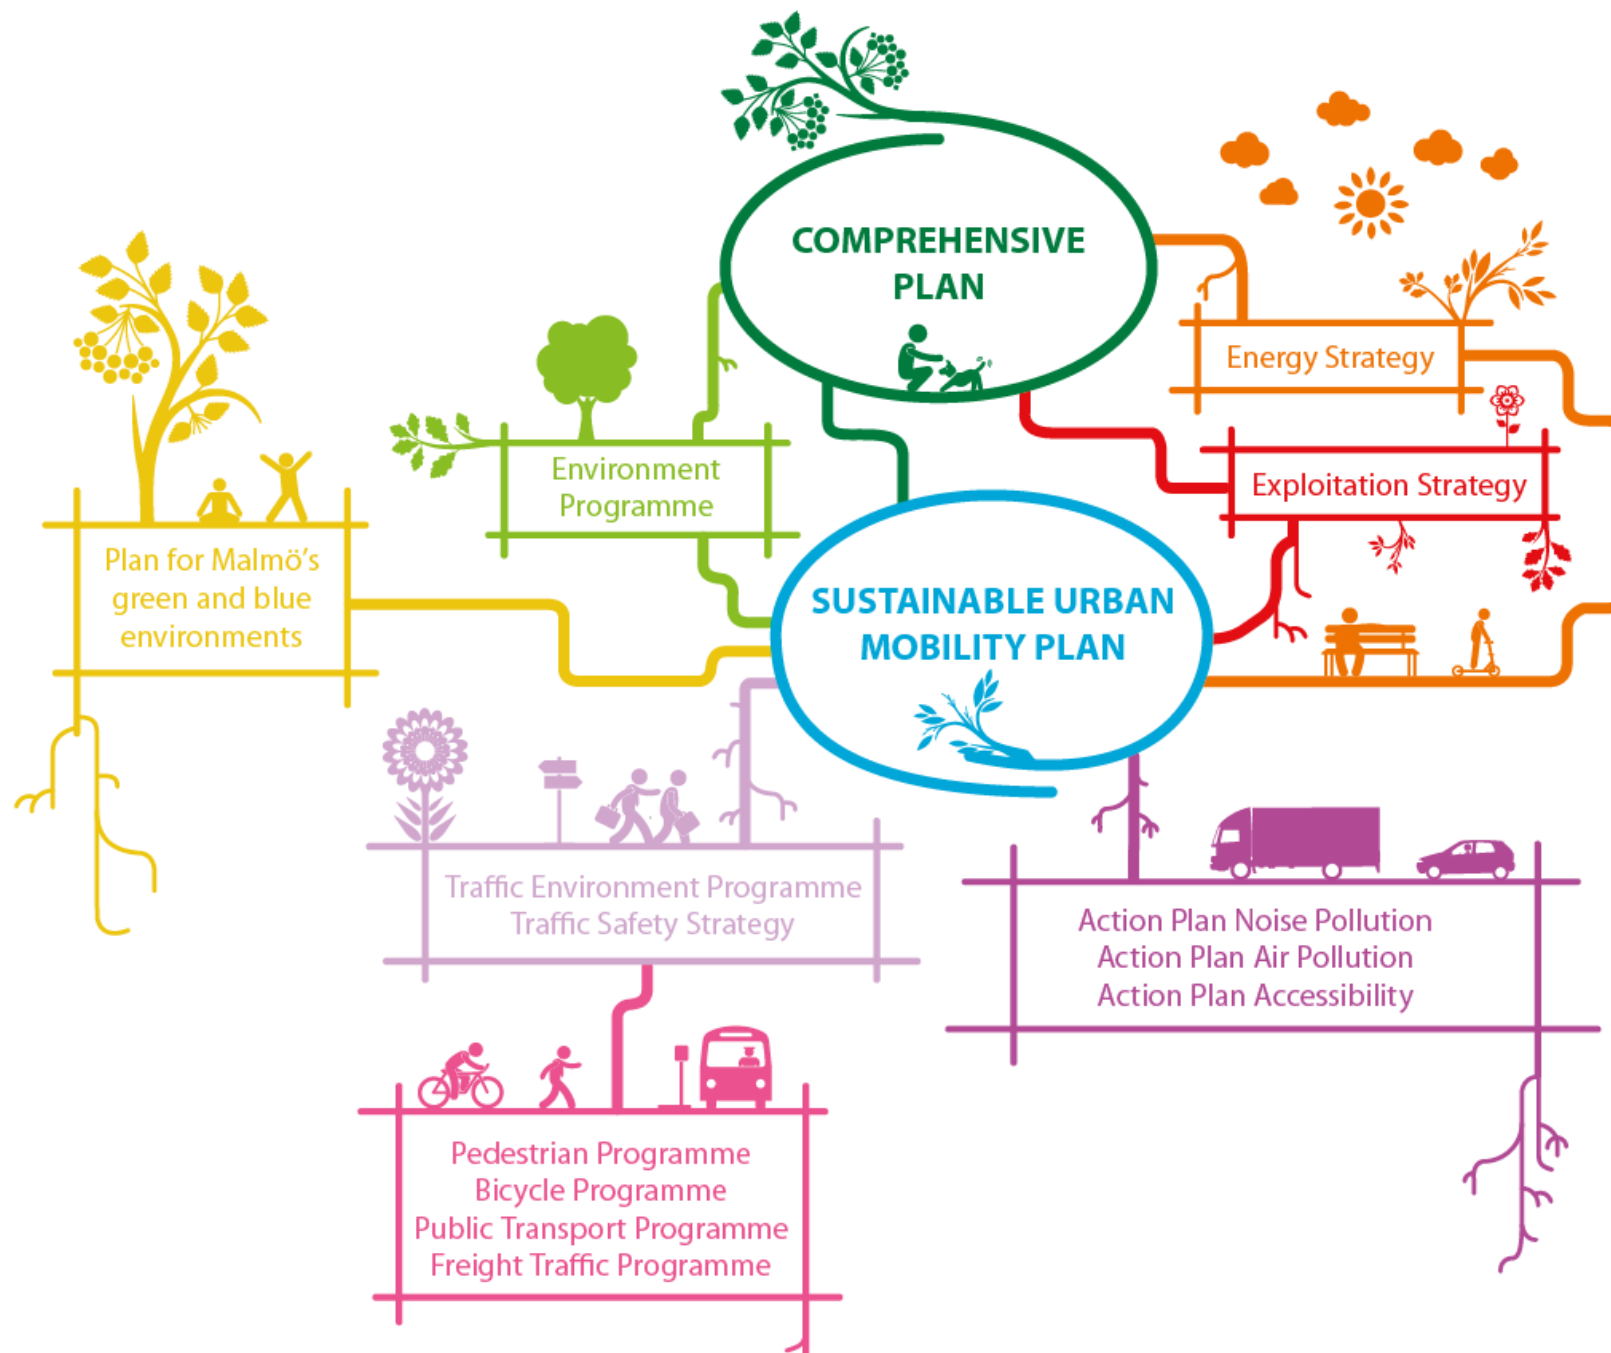 COMPREHENSIVE
PLAN
Energy Strategy
Environment
Programme
Exploitation Strategy
Plan for Malmö's
green and blue
environments
SUSTAINABLE URBAN
MOBILITY PLAN
Traffic Environment Programme
Traffic Safety Strategy
Action Plan Noise Pollution
Action Plan Air Pollution
Action Plan Accessibility
Pedestrian Programme
Bicycle Programme
Public Transport Programme
Freight Traffic Programme